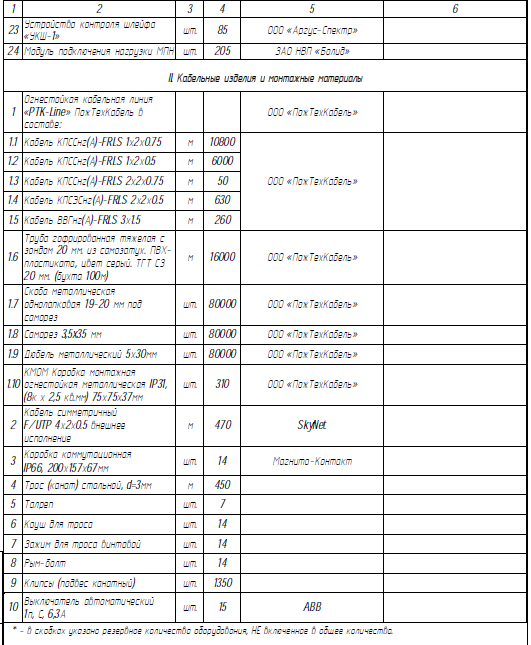 1 2 3 4 5 6
23 Устройство контроля шлейфа «УКШ-1» шт. 85 ООО «Аргус-Спектр»
24 Модуль подключения нагрузки МПН шт. 205 ЗАО НВП «Болид»
II. Кабельные изделия и монтажные материалы
1 Огнестойкая кабельная линия «PTK-Line» ПожТехКабель в составе: ООО «ПожТехКабель»
1.1 Кабель КПССнг(А)-FRLS 1х2х0.75 м 10800
1.2 Кабель КПССнг(А)-FRLS 1х2х0.5 м 6000
1.3 Кабель КПССнг(А)-FRLS 2х2х0.75 м 50 ООО «ПожТехКабель»
1.4 Кабель КПСЭСнг(А)-FRLS 2х2х0.5 м 630
1.5 Кабель ВВГнг(А)-FRLS 3х1.5 м 260
1.6 Труба гофрированная тяжелая с зондом 20 мм. из самозатух. ПВХ-пластиката, цвет серый. ТГТ СЗ 20 мм. (бухта 100м) м 16000 ООО «ПожТехКабель»
1.7 Скоба металлическая однолапковая 19-20 мм под саморез шт. 80000 ООО «ПожТехКабель»
1.8 Саморез 3,5х35 мм шт. 80000 ООО «ПожТехКабель»
1.9 Дюбель металлический 5х30мм шт. 80000 ООО «ПожТехКабель»
1.10 КМОМ Коробка монтажная огнестойкая металлическая IP31, (8к х 2,5 кв.мм) 75х75х37мм шт. 310 ООО «ПожТехКабель»
2 Кабель симметричный F/UTP 4х2х0.5 внешнее исполнение м 470 SkyNet
3 Коробка коммутационная IP66, 200х157х67мм шт. 14 Магнито-Контакт
4 Трос (канат) стальной, d=3мм м 450
5 Талреп шт. 7
6 Коуш для троса шт. 14
7 Зажим для троса винтовой шт. 14
8 Рым-болт шт. 14
9 Клипсы (подвес канатный) шт. 1350
10 Выключатель автоматический 1п, С, 6,3А шт. 15 ABB
* - в скобках указано резервное количество оборудования, НЕ включенное в общее количество.